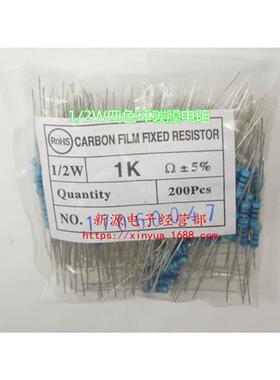 1/2W四色环碳膜电阻
RoHS
CARBON FILM FIXED RESISTOR
1/2W
1K
Ω ± 5%
Quantity
200Pcs
NO.
新源电子经营部
https://xinyua.1688.com